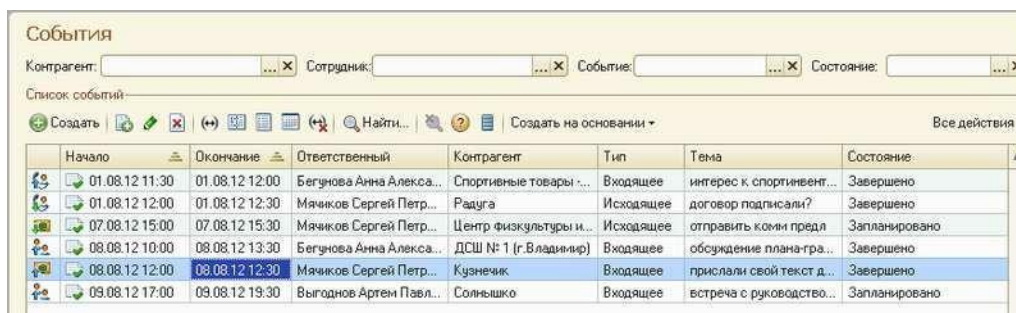 События
Контрагент: ... × Сотрудник: ... × Событие: ... × Состояние: ...
Список событий
Создать (↔) Найти... Создать на основании Все действия
Начало Окончание Ответственный Контрагент Тип Тема Состояние
01.08.12 11:30 01.08.12 12:00 Бегунова Анна Алекса... Спортивные товары -... Входящее интерес к спортинвент... Завершено
01.08.12 12:00 01.08.12 12:30 Мячиков Сергей Петр... Радуга Исходящее договор подписали? Завершено
07.08.12 15:00 07.08.12 15:30 Мячиков Сергей Петр... Центр физкультуры и... Исходящее отправить комм предл Запланировано
08.08.12 10:00 08.08.12 13:30 Бегунова Анна Алекса... ДСШ № 1 (г.Владимир) Входящее обсуждение плана-гра... Завершено
08.08.12 12:00 08.08.12 12:30 Мячиков Сергей Петр... Кузнечик Входящее прислали свой текст д... Завершено
09.08.12 17:00 09.08.12 19:30 Выгоднов Артем Павл... Солнышко Входящее встреча с руководство... Запланировано